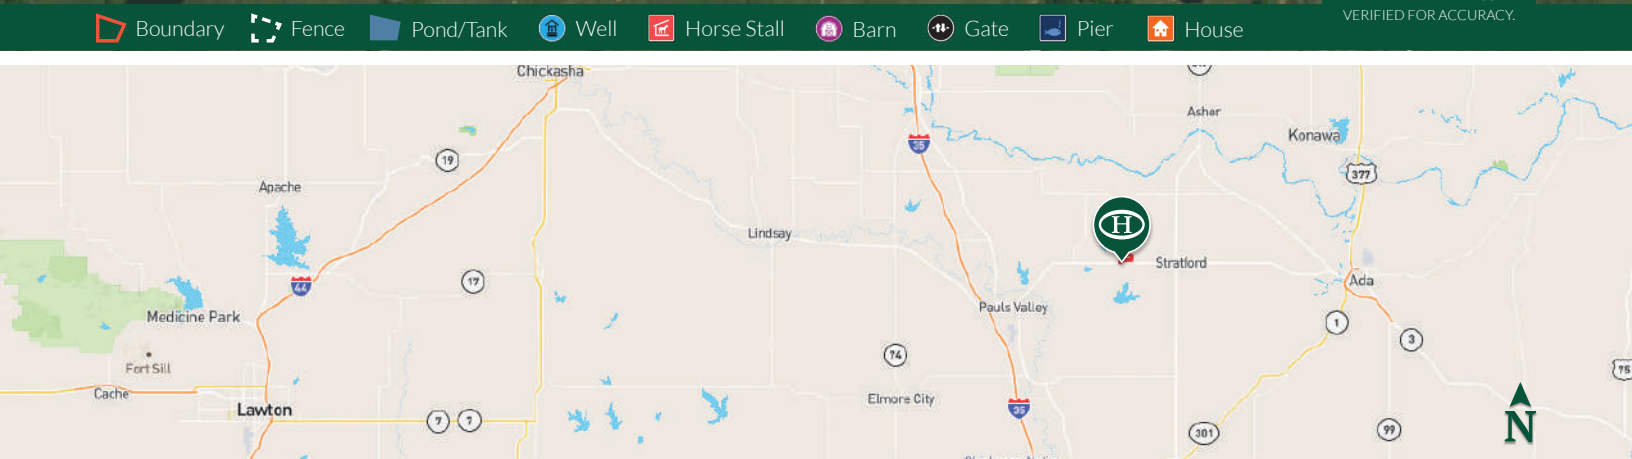 VERIFIED FOR ACCURACY.
Boundary
Fence
Pond/Tank
Well
Horse Stall
Barn
Gate
Pier
House
Chickasha
Asher
Konawa
35
19
377
Apache
H
Lindsay
Stratford
Ada
17
44
Medicine Park
Pauls Valley
1
3
74
Fort Sill
75
Cache
Elmore City
Lawton
35
7
7
301
99
N